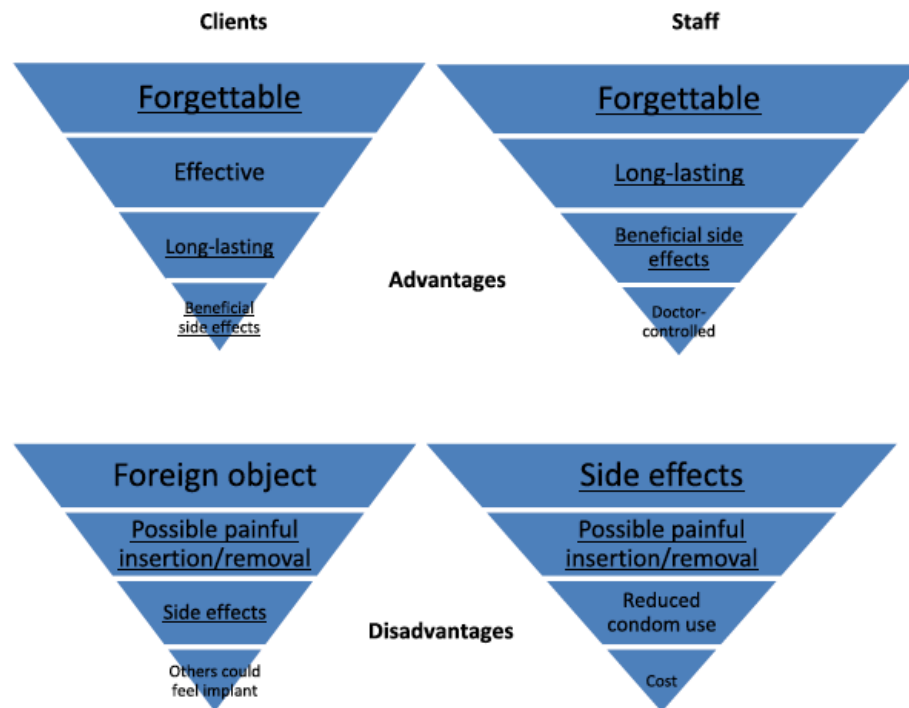 Clients
Staff
Forgettable
Effective
Long-lasting
Beneficial
side effects
Forgettable
Long-lasting
Beneficial side
effects
Doctor-
controlled
Advantages
Foreign object
Possible painful
insertion/removal
Side effects
Others could
feel implant
Side effects
Possible painful
insertion/removal
Reduced
condom use
Cost
Disadvantages